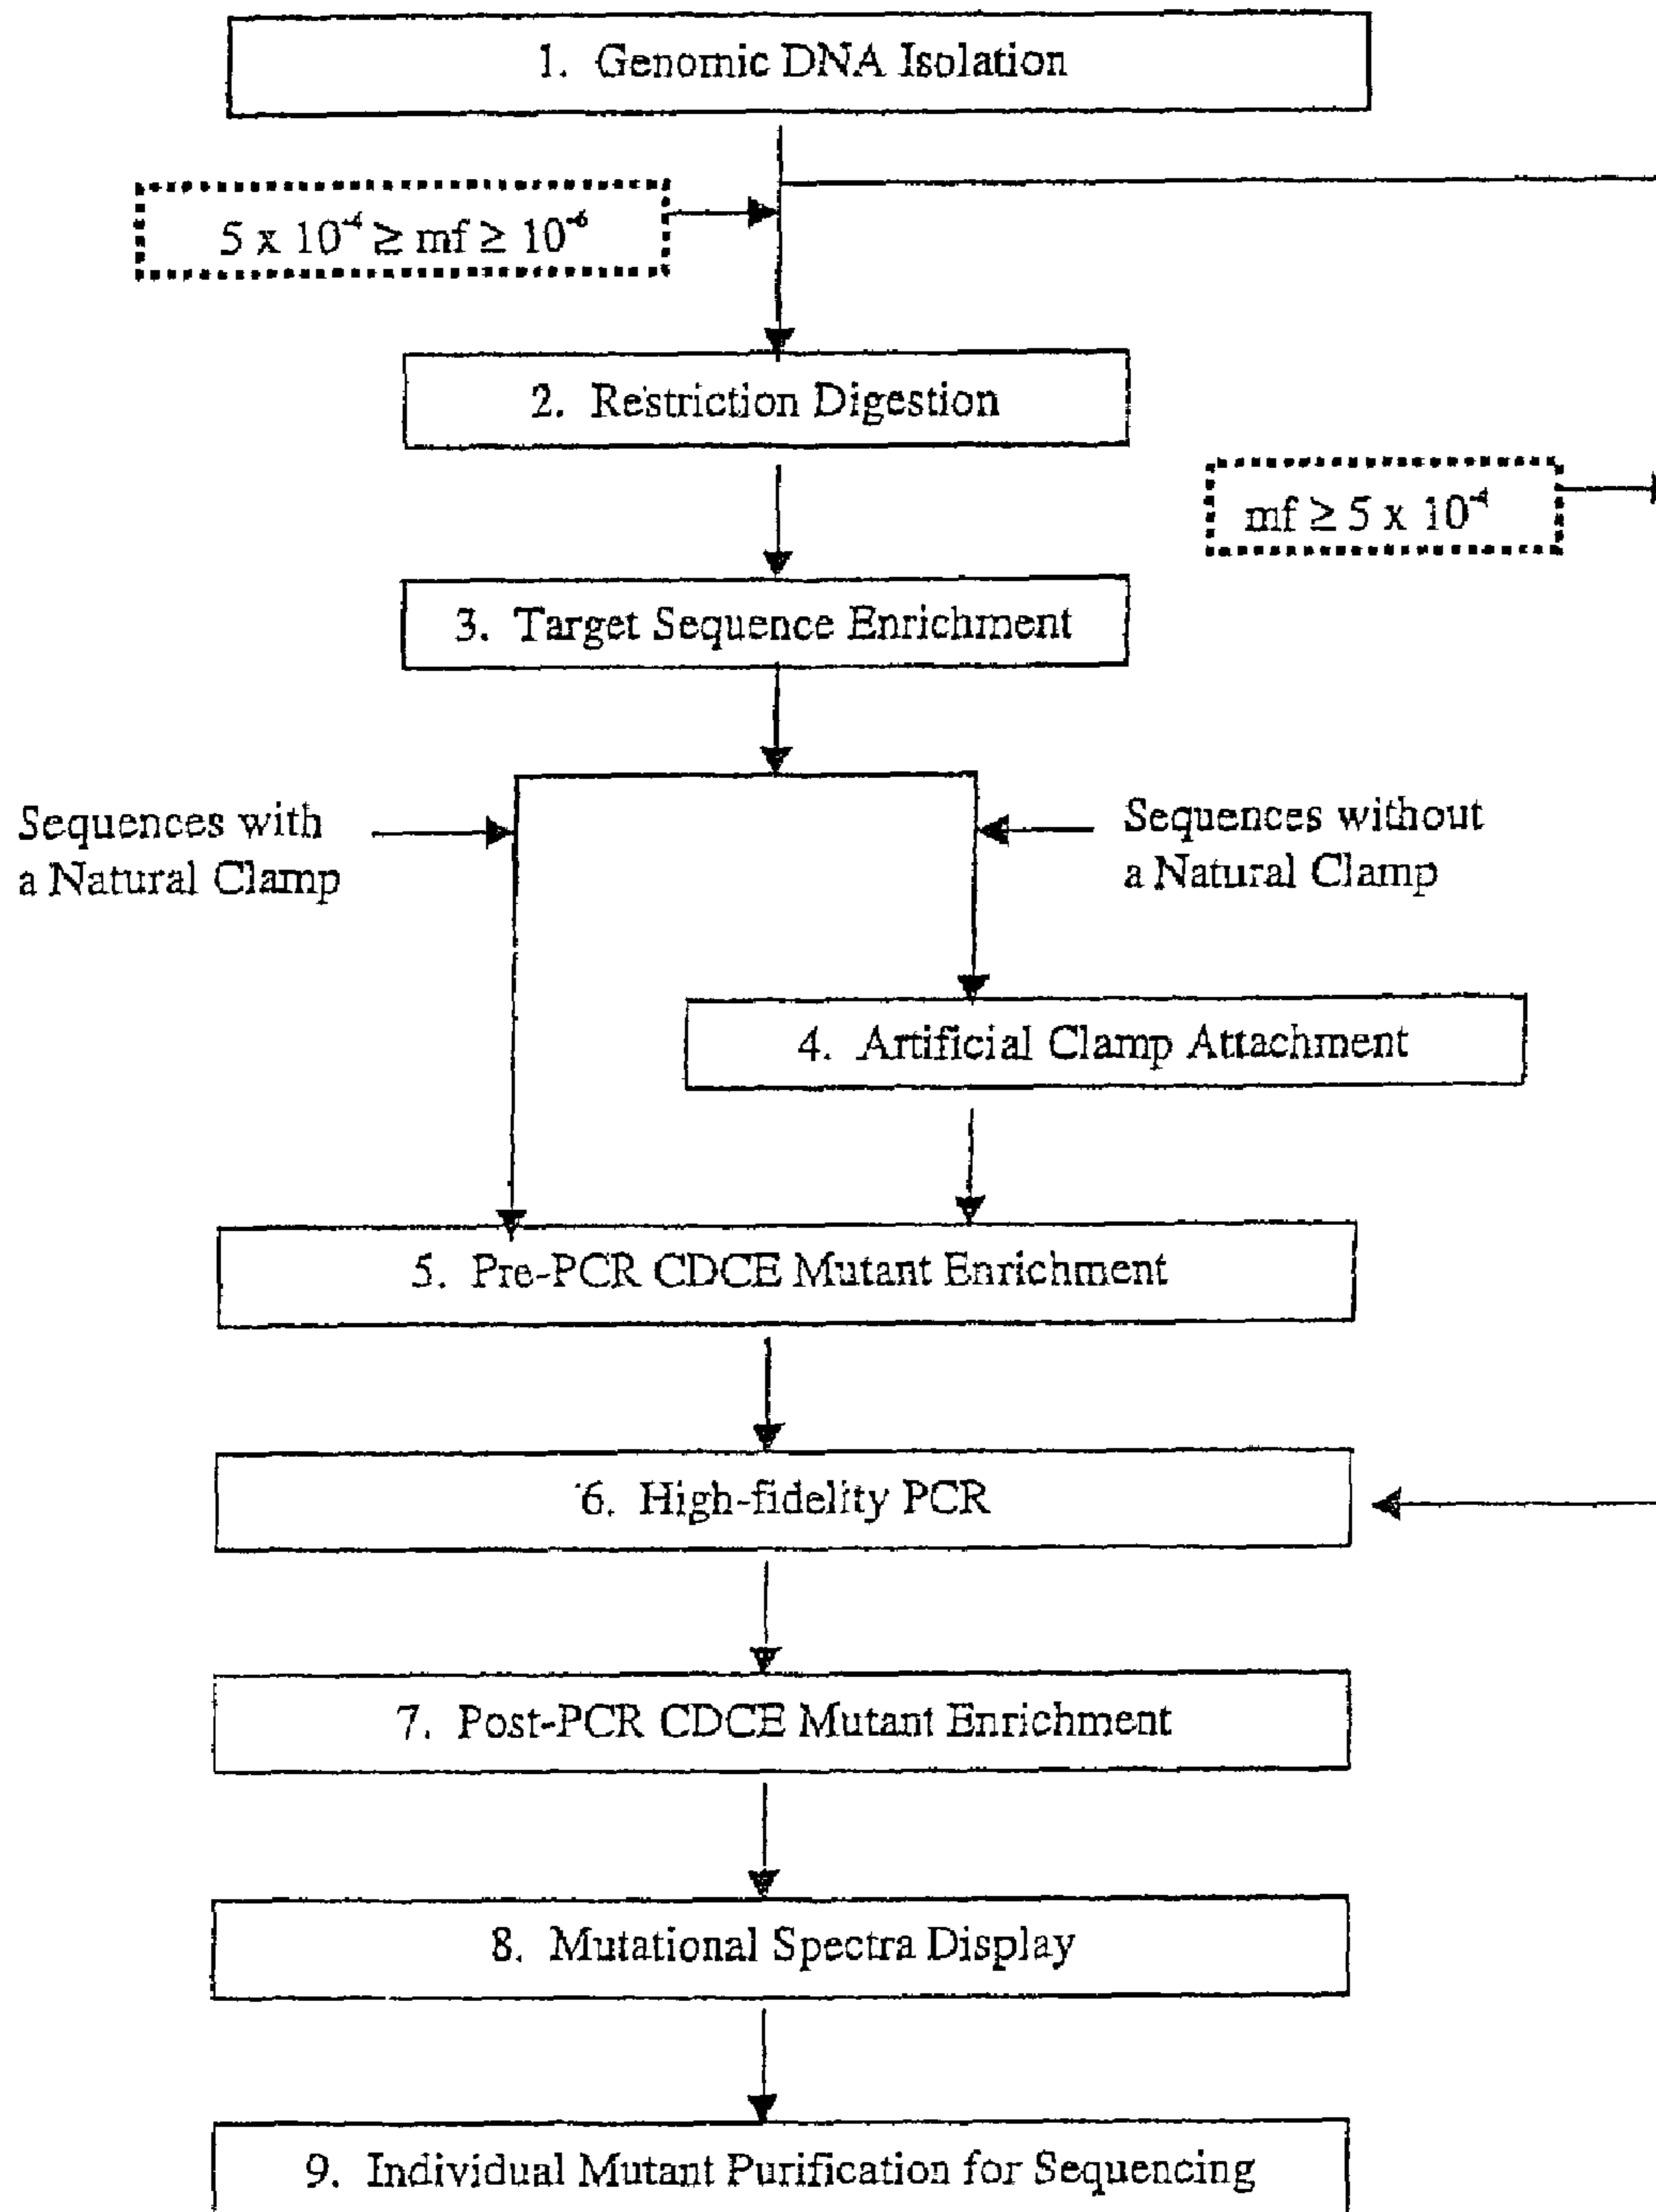 1. Genomic DNA Isolation
5 x 10⁻⁴ ≥ mf ≥ 10⁻⁶
2. Restriction Digestion
mf ≥ 5 x 10⁻⁴
3. Target Sequence Enrichment
Sequences with
a Natural Clamp
Sequences without
a Natural Clamp
4. Artificial Clamp Attachment
5. Pre-PCR CDCE Mutant Enrichment
6. High-fidelity PCR
7. Post-PCR CDCE Mutant Enrichment
8. Mutational Spectra Display
9. Individual Mutant Purification for Sequencing